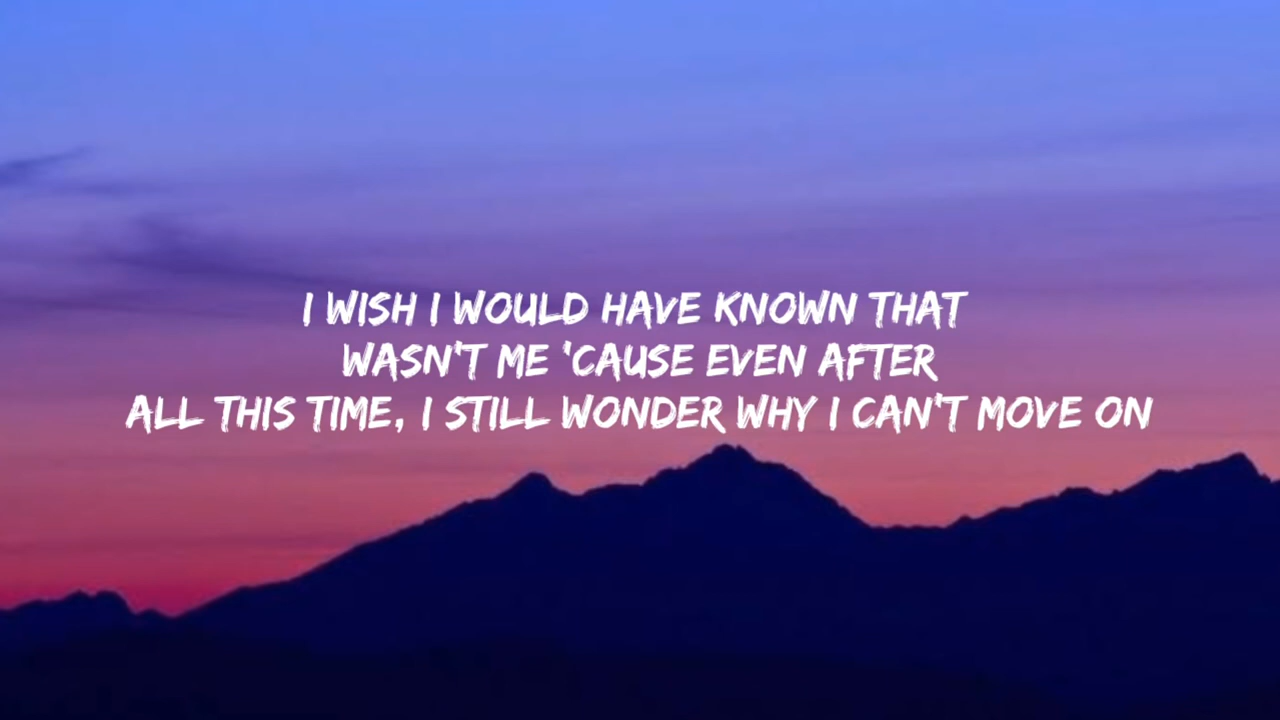 I WISH I WOULD HAVE KNOWN THAT
WASN'T ME 'CAUSE EVEN AFTER
ALL THIS TIME, I STILL WONDER WHY I CAN'T MOVE ON